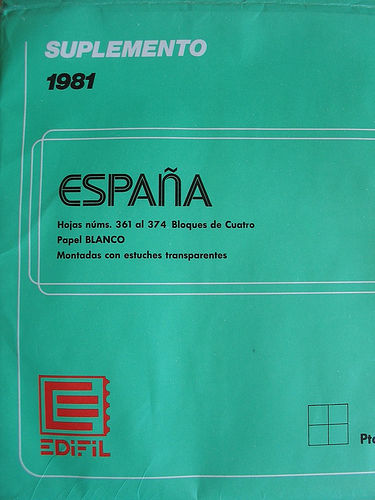 SUPLEMENTO
1981
ESPAÑA
Hojas núms. 361 al 374 Bloques de Cuatro
Papel BLANCO
Montadas con estuches transparentes
EDIFIL